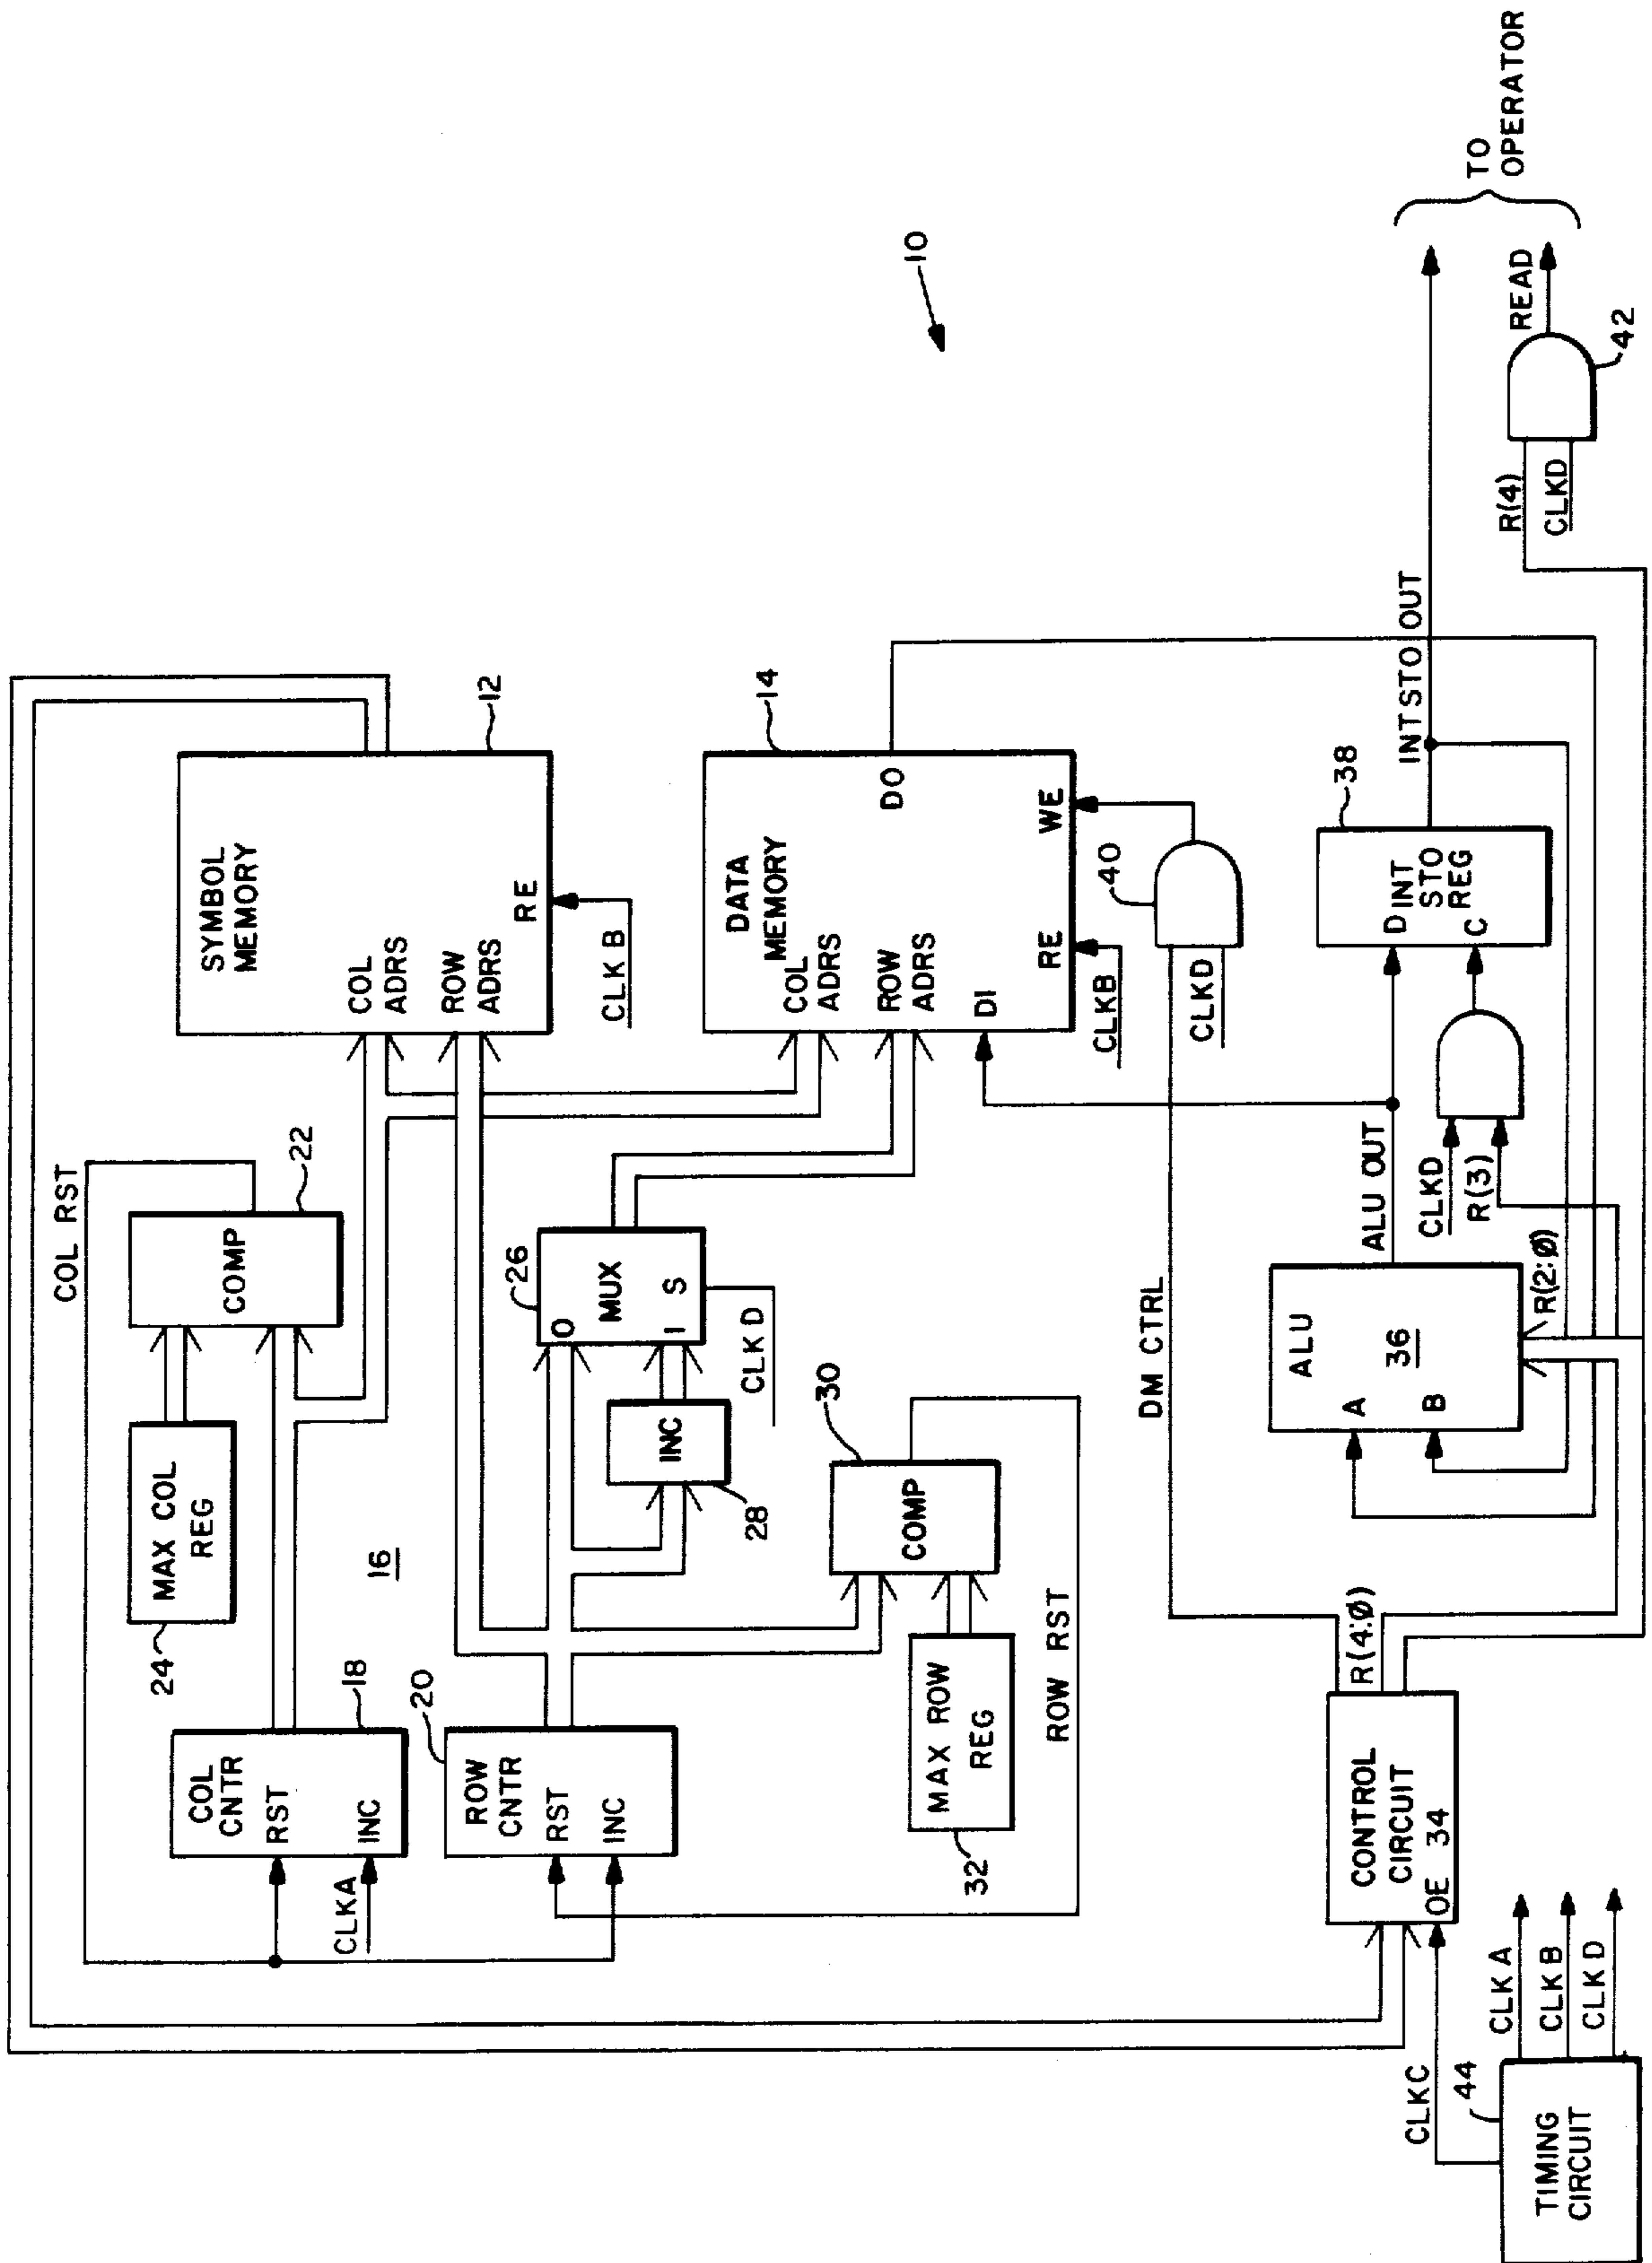 COL RST
MAX COL
REG
24
COMP
22
16
COL
CNTR
RST
INC
18
CLKA
ROW
CNTR
RST
INC
20
SYMBOL
MEMORY
COL
ADRS
ROW
ADRS
RE
12
CLK B
26
O
MUX
I
S
CLK D
INC
28
COMP
30
MAX ROW
REG
32
ROW RST
DATA
MEMORY
COL
ADRS
ROW
ADRS
DI
DO
RE
WE
14
CLKB
40
CLKD
10
DM CTRL
CONTROL
CIRCUIT
OE 34
R(4:Ø)
ALU
36
A
B
R(2:Ø)
ALU OUT
CLKD
R(3)
D INT
STO
REG
C
38
INTSTO OUT
R(4)
CLKD
READ
42
TO
OPERATOR
TIMING
CIRCUIT
44
CLKC
CLK A
CLK B
CLK D